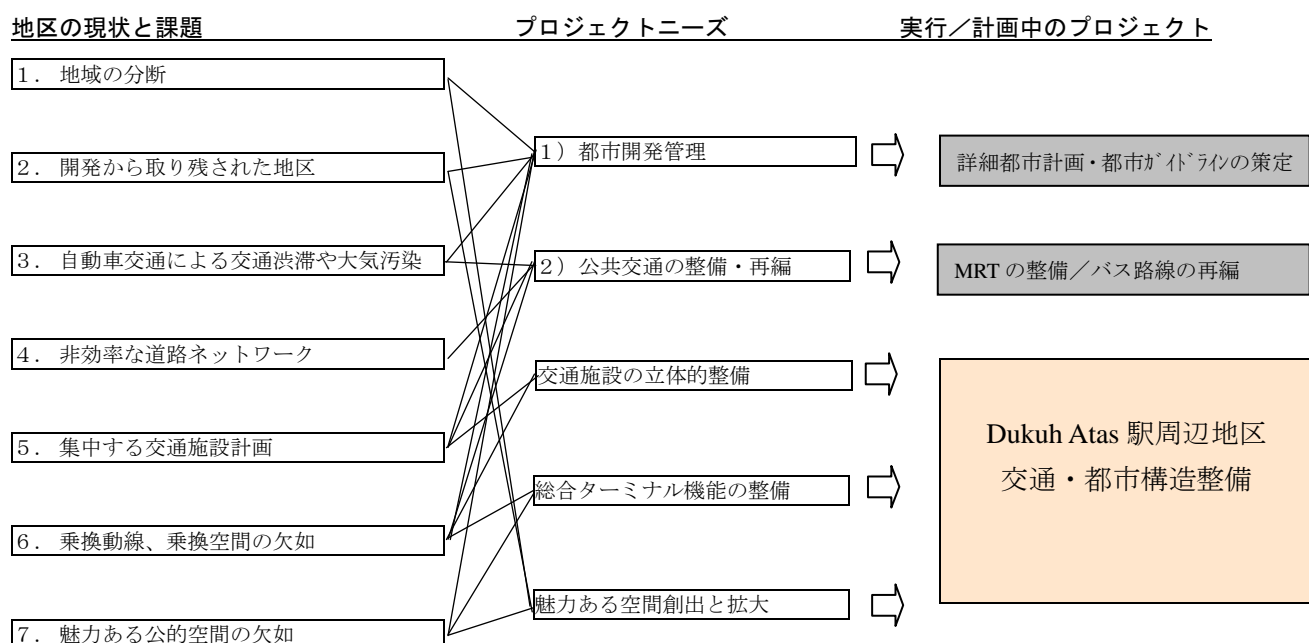 地区の現状と課題
プロジェクトニーズ
実行／計画中のプロジェクト
１． 地域の分断
２． 開発から取り残された地区
３． 自動車交通による交通渋滞や大気汚染
４． 非効率な道路ネットワーク
５． 集中する交通施設計画
６． 乗換動線、乗換空間の欠如
７． 魅力ある公的空間の欠如
１）都市開発管理
２）公共交通の整備・再編
交通施設の立体的整備
総合ターミナル機能の整備
魅力ある空間創出と拡大
詳細都市計画・都市ｶﾞｲﾄﾞﾗｲﾝの策定
MRT の整備／バス路線の再編
Dukuh Atas 駅周辺地区
交通・都市構造整備